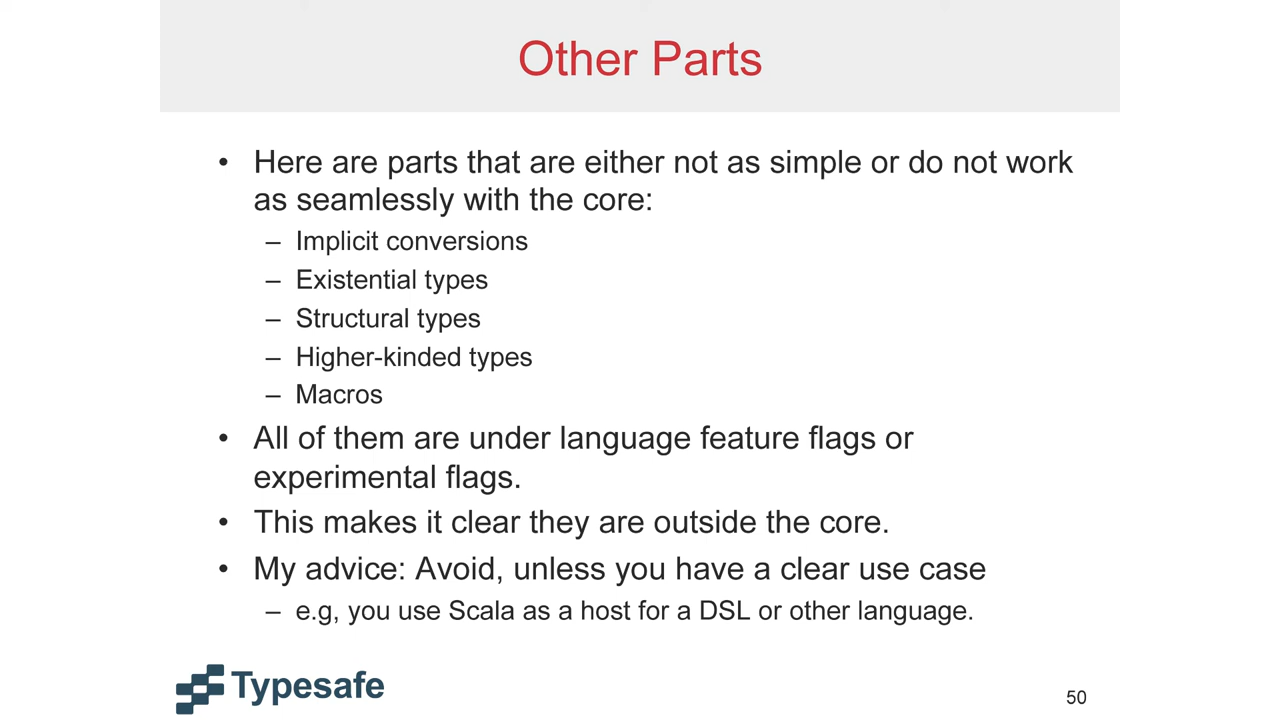 Other Parts
• Here are parts that are either not as simple or do not work
as seamlessly with the core:
– Implicit conversions
– Existential types
– Structural types
– Higher-kinded types
– Macros
• All of them are under language feature flags or
experimental flags.
• This makes it clear they are outside the core.
• My advice: Avoid, unless you have a clear use case
– e.g, you use Scala as a host for a DSL or other language.
Typesafe
50